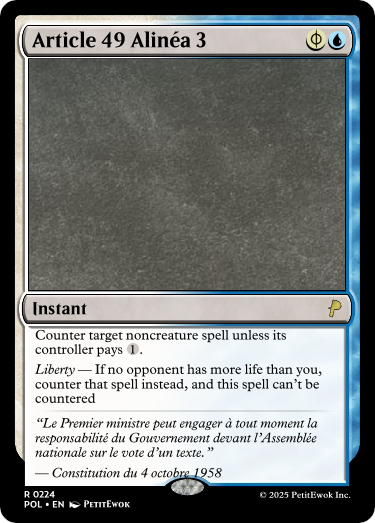 Article 49 Alinéa 3
Instant
Counter target noncreature spell unless its
controller pays 1.
Liberty — If no opponent has more life than you,
counter that spell instead, and this spell can't be
countered
“Le Premier ministre peut engager à tout moment la
responsabilité du Gouvernement devant l'Assemblée
nationale sur le vote d'un texte.”
— Constitution du 4 octobre 1958
R 0224
POL • EN PetitEwok
© 2025 PetitEwok Inc.